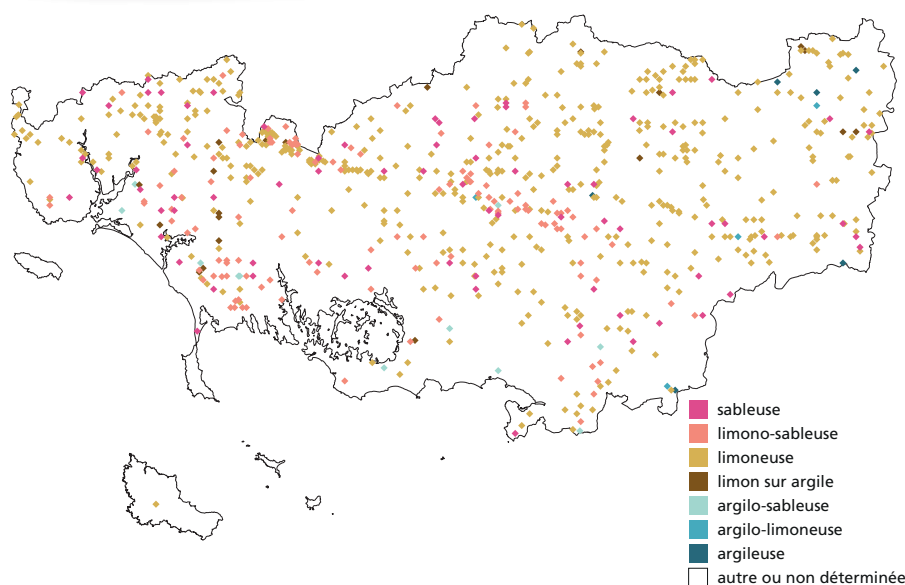 sableuse
limono-sableuse
limoneuse
limon sur argile
argilo-sableuse
argilo-limoneuse
argileuse
autre ou non déterminée